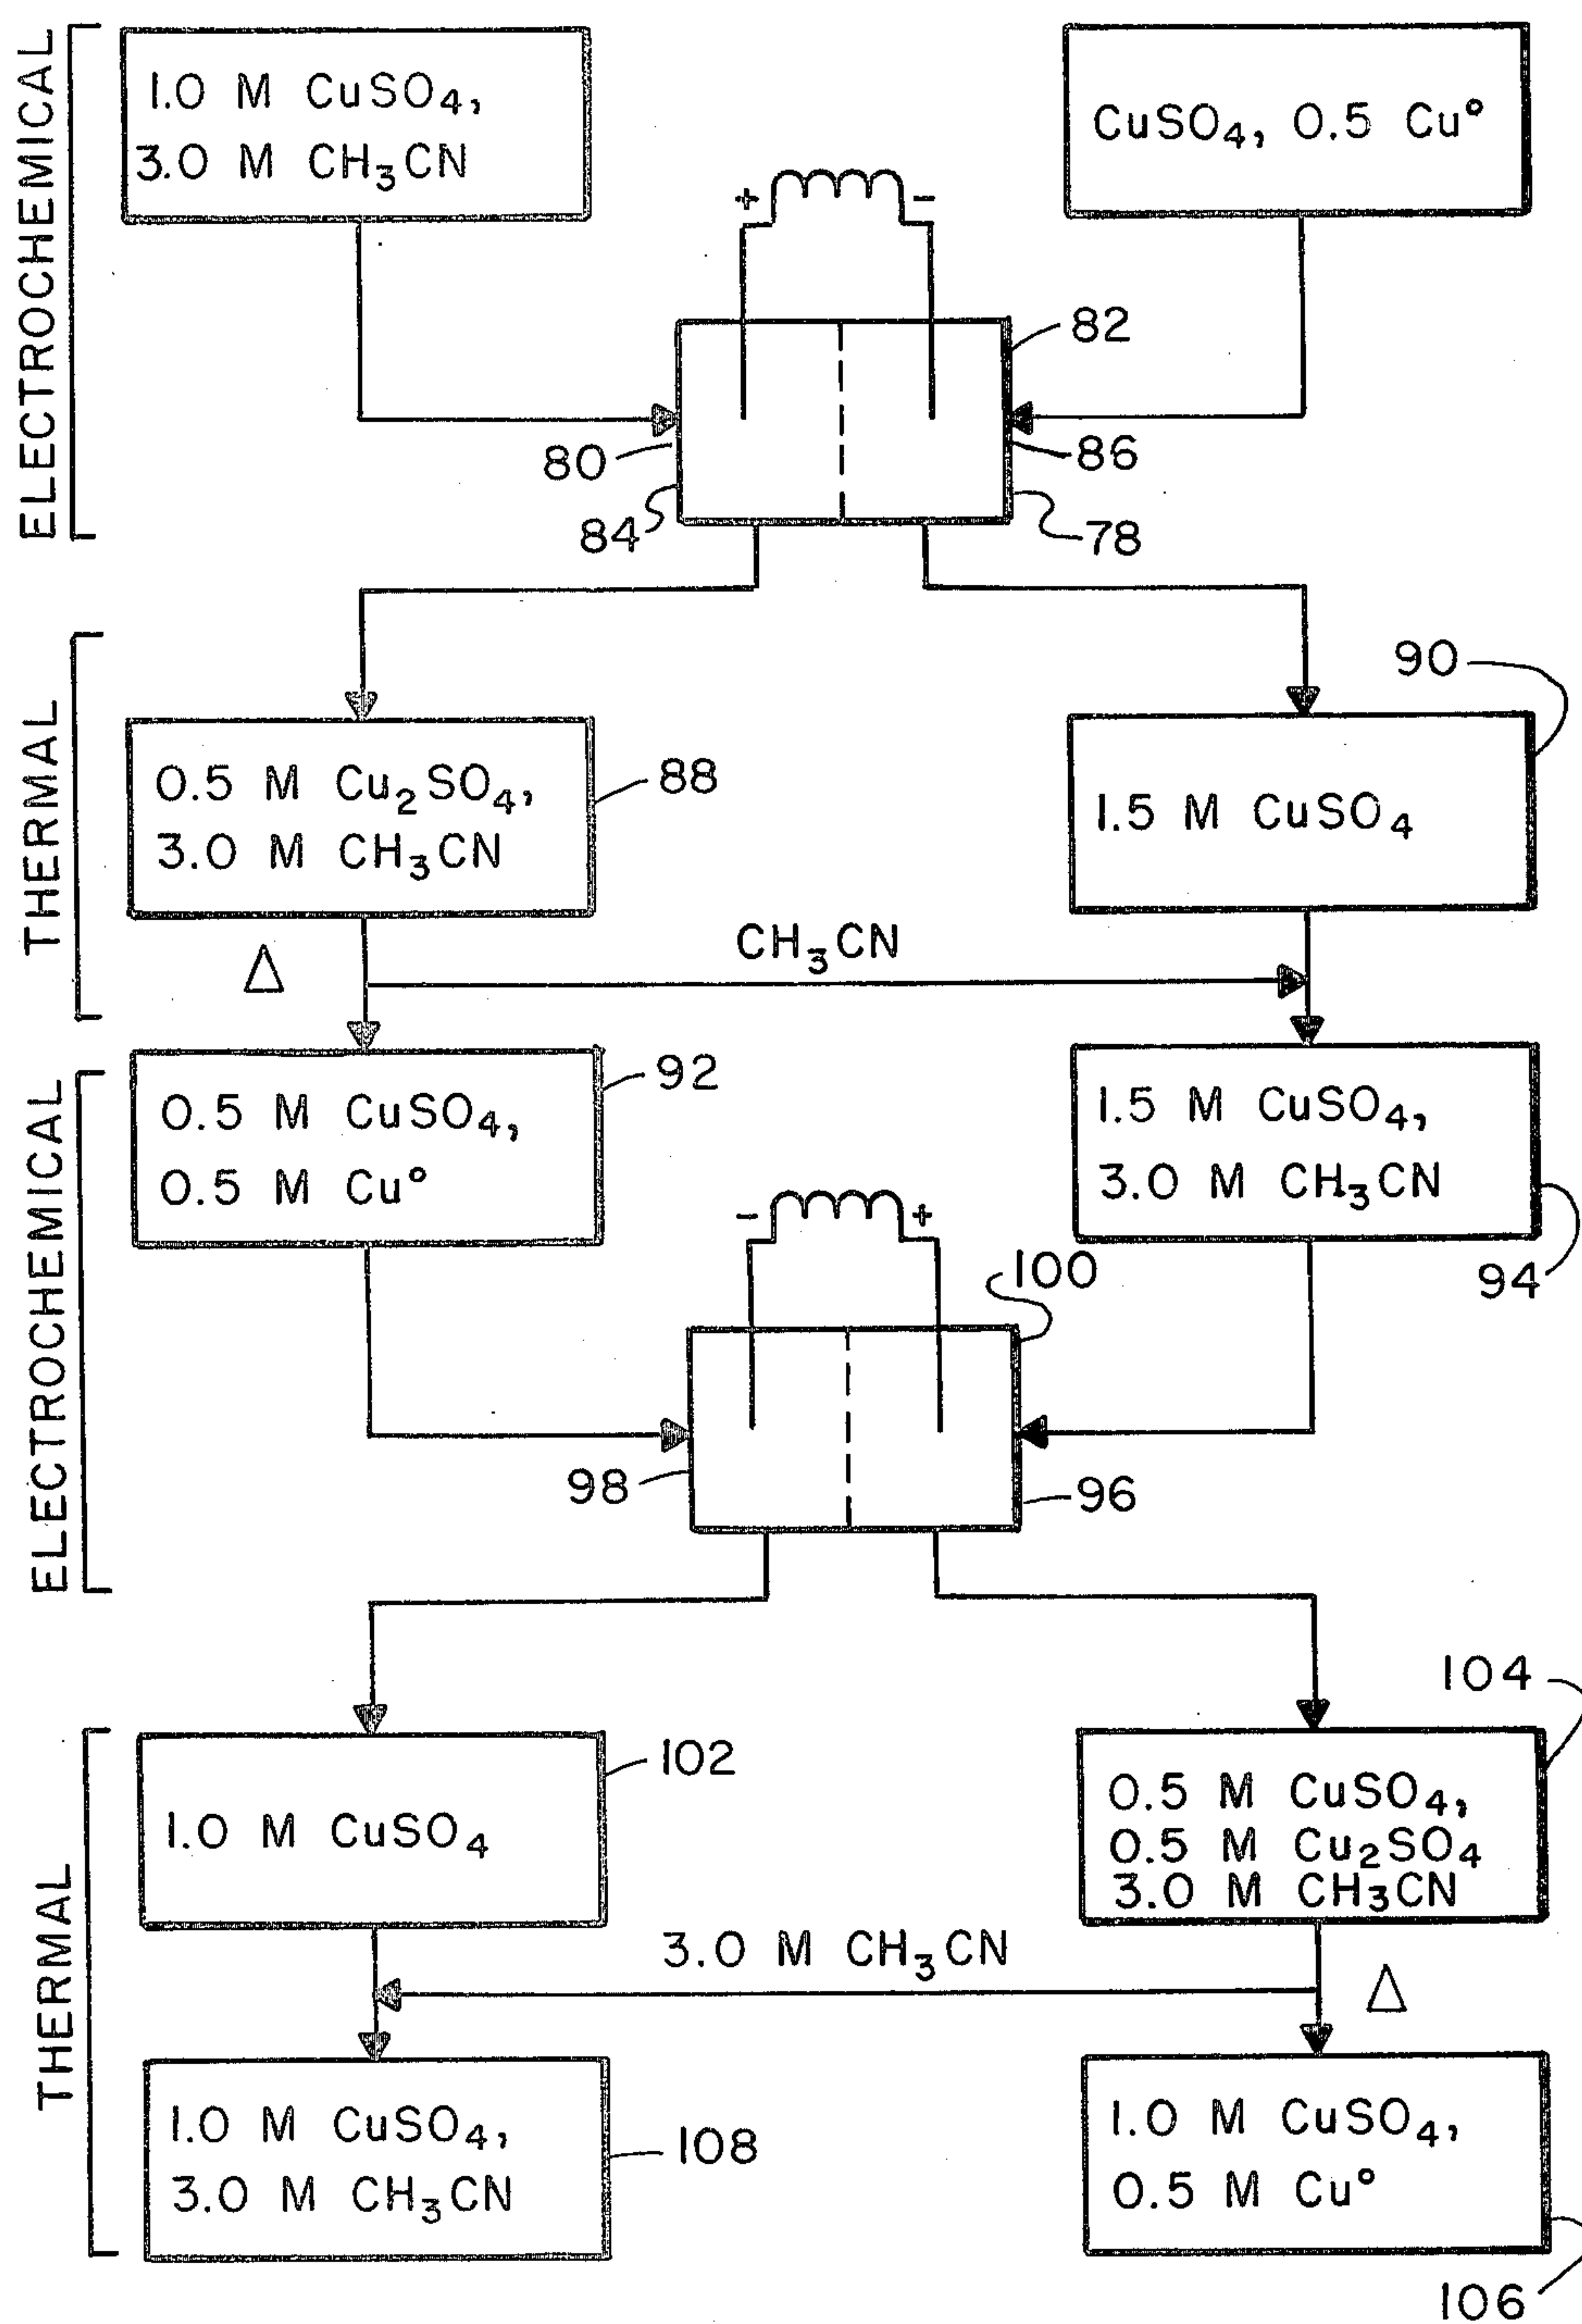 ELECTROCHEMICAL
1.0 M CuSO₄,
3.0 M CH₃CN
CuSO₄, 0.5 Cu°
+
-
82
80
86
84
78
THERMAL
90
0.5 M Cu₂SO₄,
3.0 M CH₃CN
88
1.5 M CuSO₄
Δ
CH₃CN
ELECTROCHEMICAL
0.5 M CuSO₄,
0.5 M Cu°
92
1.5 M CuSO₄,
3.0 M CH₃CN
94
-
+
100
98
96
THERMAL
104
1.0 M CuSO₄
102
0.5 M CuSO₄,
0.5 M Cu₂SO₄
3.0 M CH₃CN
3.0 M CH₃CN
Δ
1.0 M CuSO₄,
3.0 M CH₃CN
108
1.0 M CuSO₄,
0.5 M Cu°
106